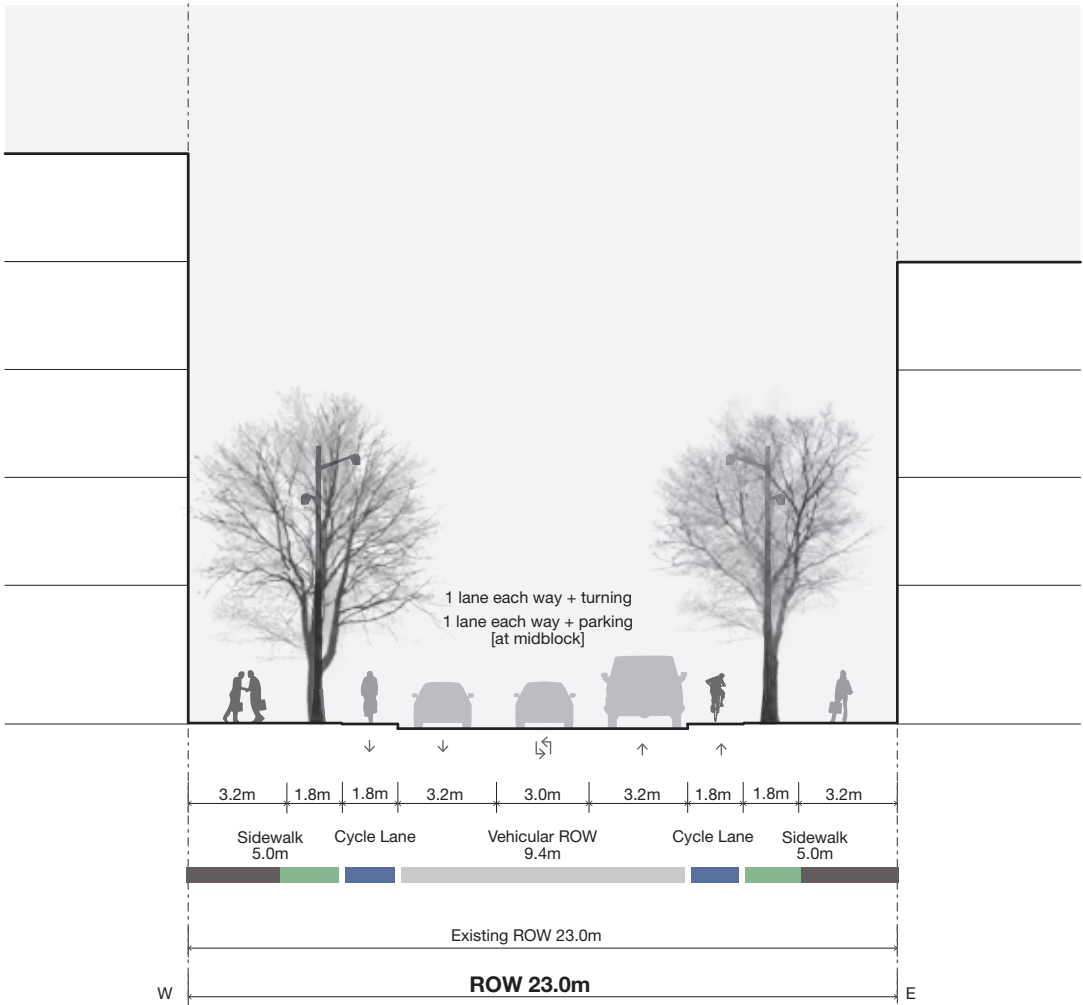 1 lane each way + turning
1 lane each way + parking
[at midblock]
3.2m 1.8m 1.8m 3.2m 3.0m 3.2m 1.8m 1.8m 3.2m
Sidewalk Cycle Lane Vehicular ROW Cycle Lane Sidewalk
5.0m 9.4m 5.0m
Existing ROW 23.0m
W ROW 23.0m E